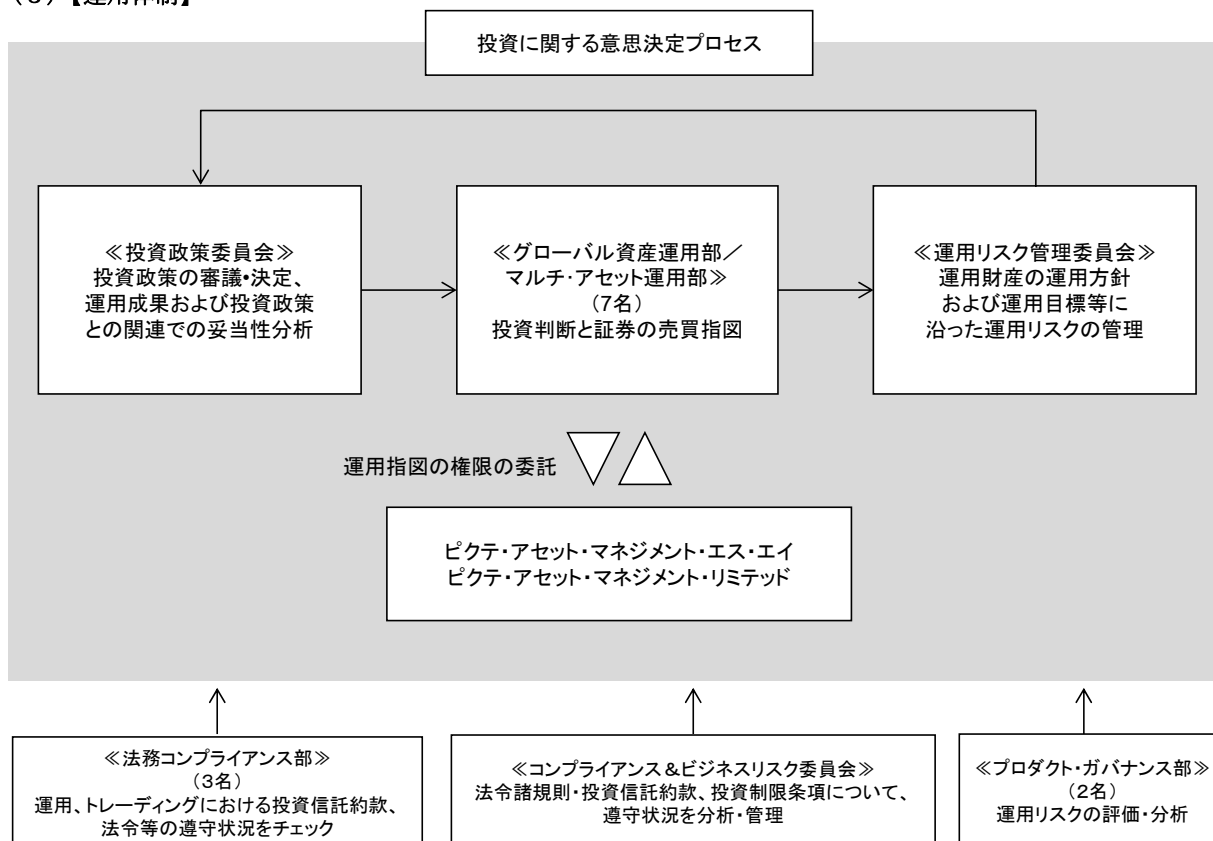 【運用体制】
投資に関する意思決定プロセス
≪投資政策委員会≫
投資政策の審議・決定、
運用成果および投資政策
との関連での妥当性分析
≪グローバル資産運用部／
マルチ・アセット運用部≫
(7名)
投資判断と証券の売買指図
≪運用リスク管理委員会≫
運用財産の運用方針
および運用目標等に
沿った運用リスクの管理
運用指図の権限の委託
ピクテ・アセット・マネジメント・エス・エイ
ピクテ・アセット・マネジメント・リミテッド
≪法務コンプライアンス部≫
(3名)
運用、トレーディングにおける投資信託約款、
法令等の遵守状況をチェック
≪コンプライアンス＆ビジネスリスク委員会≫
法令諸規則・投資信託約款、投資制限条項について、
遵守状況を分析・管理
≪プロダクト・ガバナンス部≫
(2名)
運用リスクの評価・分析